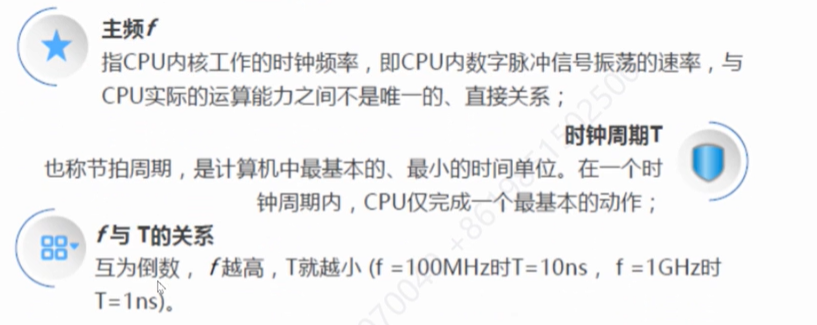 主频f
指CPU内核工作的时钟频率，即CPU内数字脉冲信号振荡的速率，与
CPU实际的运算能力之间不是唯一的、直接关系；
时钟周期T
也称节拍周期，是计算机中最基本的、最小的时间单位。在一个时
钟周期内，CPU仅完成一个最基本的动作；
f与 T的关系
互为倒数， f越高，T就越小 (f =100MHz时T=10ns， f =1GHz时
T=1ns)。